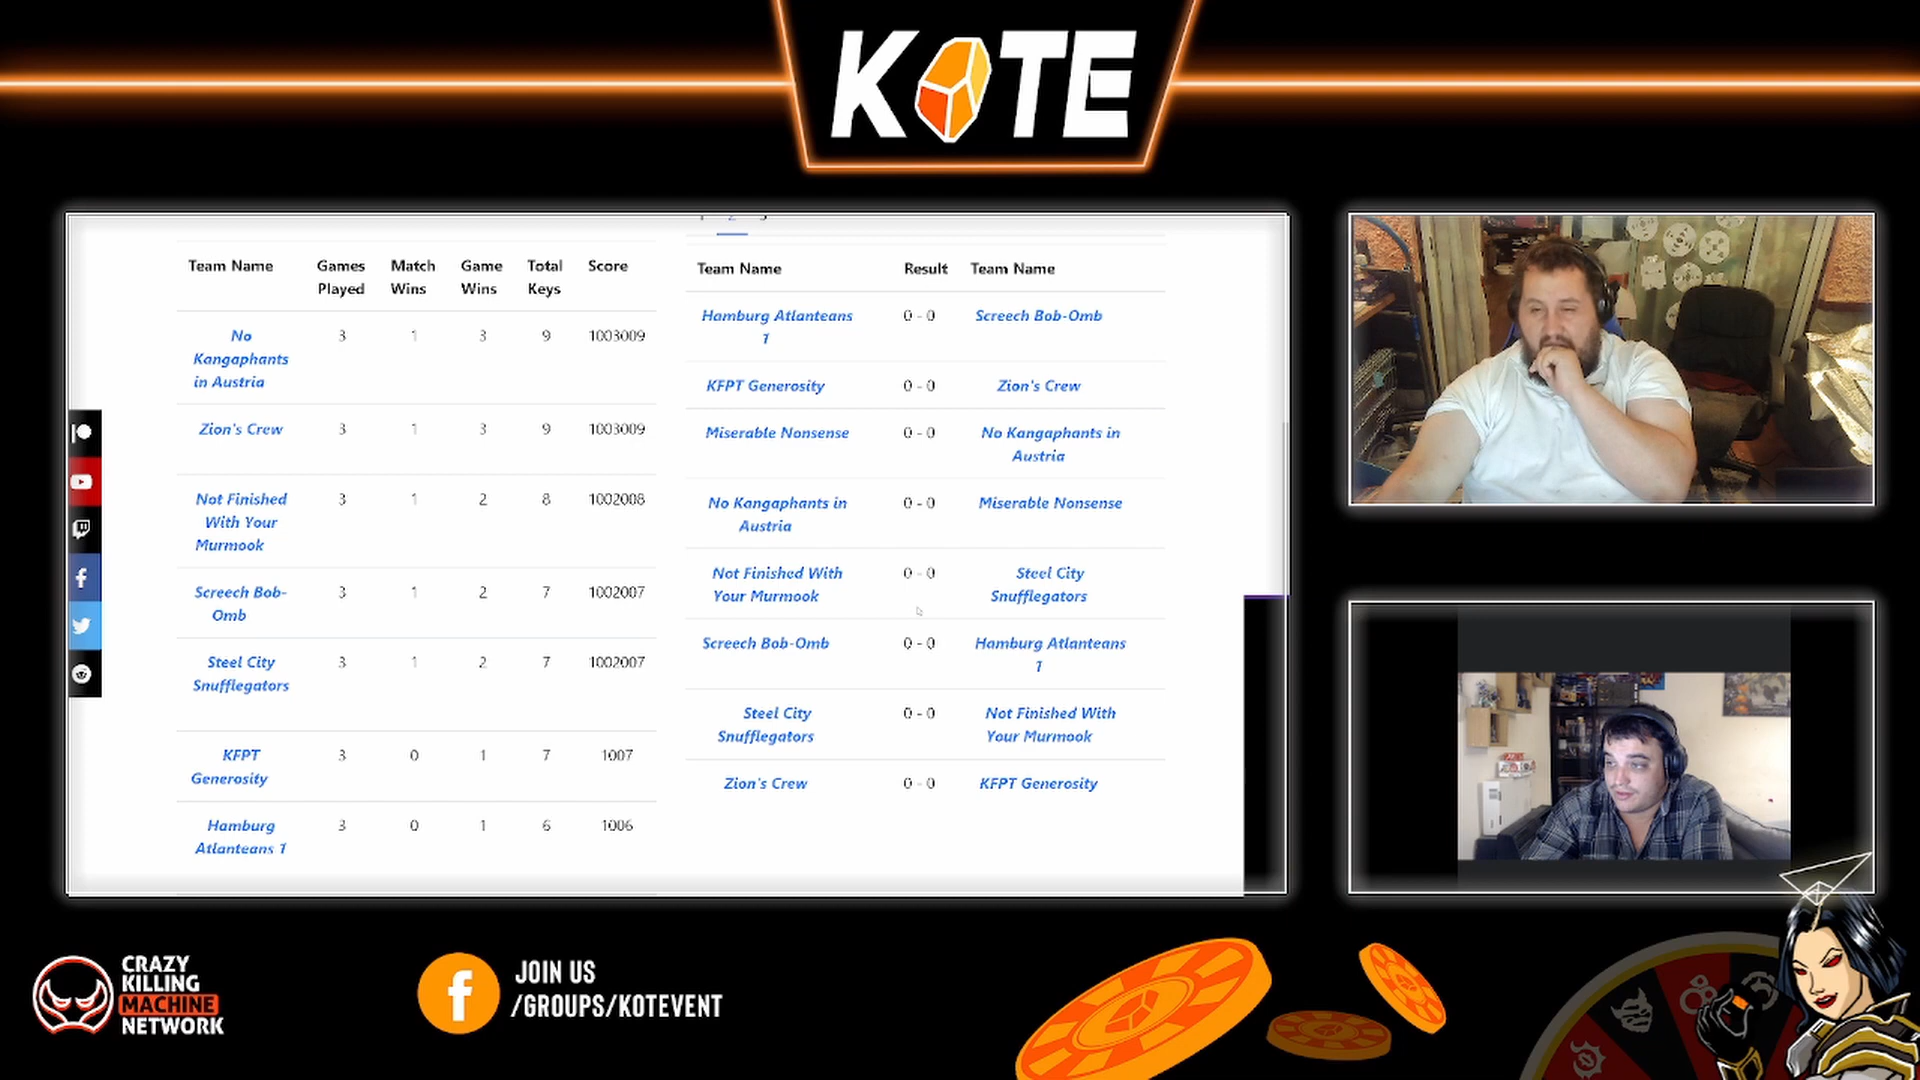 KOTE
Team Name Games Played Match Wins Game Wins Total Keys Score
No Kangaphants in Austria 3 1 3 9 1003009
Zion's Crew 3 1 3 9 1003009
Not Finished With Your Murmook 3 1 2 8 1002008
Screech Bob-Omb 3 1 2 7 1002007
Steel City Snufflegators 3 1 2 7 1002007
KFPT Generosity 3 0 1 7 1007
Hamburg Atlanteans 1 3 0 1 6 1006
Team Name Result Team Name
Hamburg Atlanteans 1 0 - 0 Screech Bob-Omb
KFPT Generosity 0 - 0 Zion's Crew
Miserable Nonsense 0 - 0 No Kangaphants in Austria
No Kangaphants in Austria 0 - 0 Miserable Nonsense
Not Finished With Your Murmook 0 - 0 Steel City Snufflegators
Screech Bob-Omb 0 - 0 Hamburg Atlanteans 1
Steel City Snufflegators 0 - 0 Not Finished With Your Murmook
Zion's Crew 0 - 0 KFPT Generosity
CRAZY
KILLING
MACHINE
NETWORK
JOIN US
/GROUPS/KOTEVENT